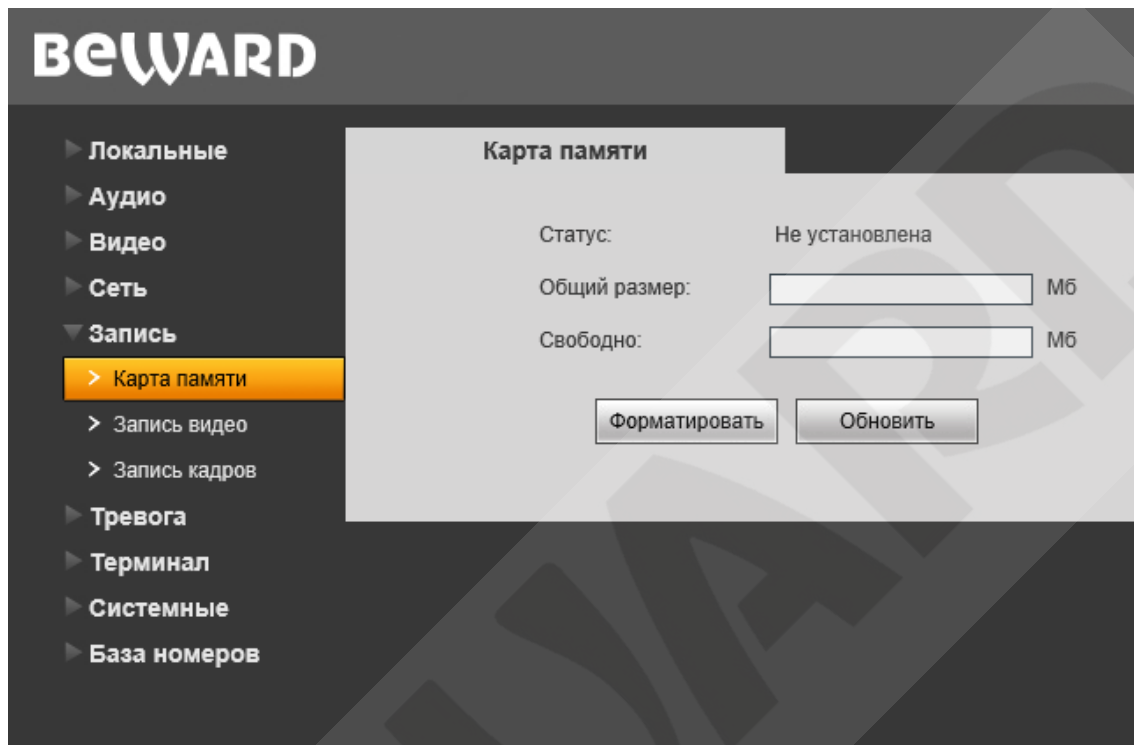 BEWARD
Локальные
Аудио
Видео
Сеть
Запись
> Карта памяти
> Запись видео
> Запись кадров
Тревога
Терминал
Системные
База номеров
Карта памяти
Статус: Не установлена
Общий размер: Мб
Свободно: Мб
Форматировать Обновить